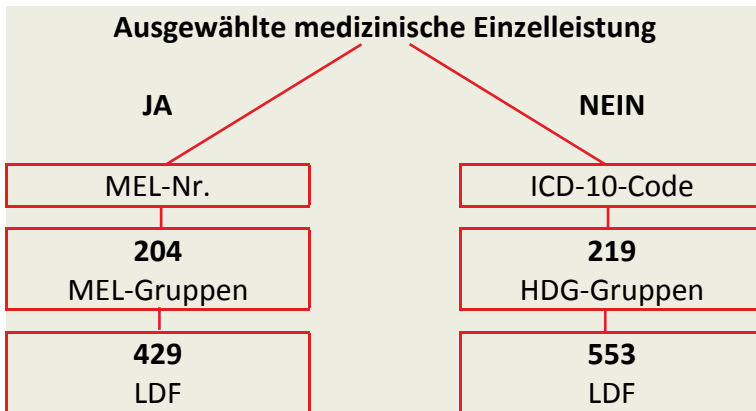 Ausgewählte medizinische Einzelleistung
JA
NEIN
MEL-Nr.
ICD-10-Code
204
MEL-Gruppen
219
HDG-Gruppen
429
LDF
553
LDF